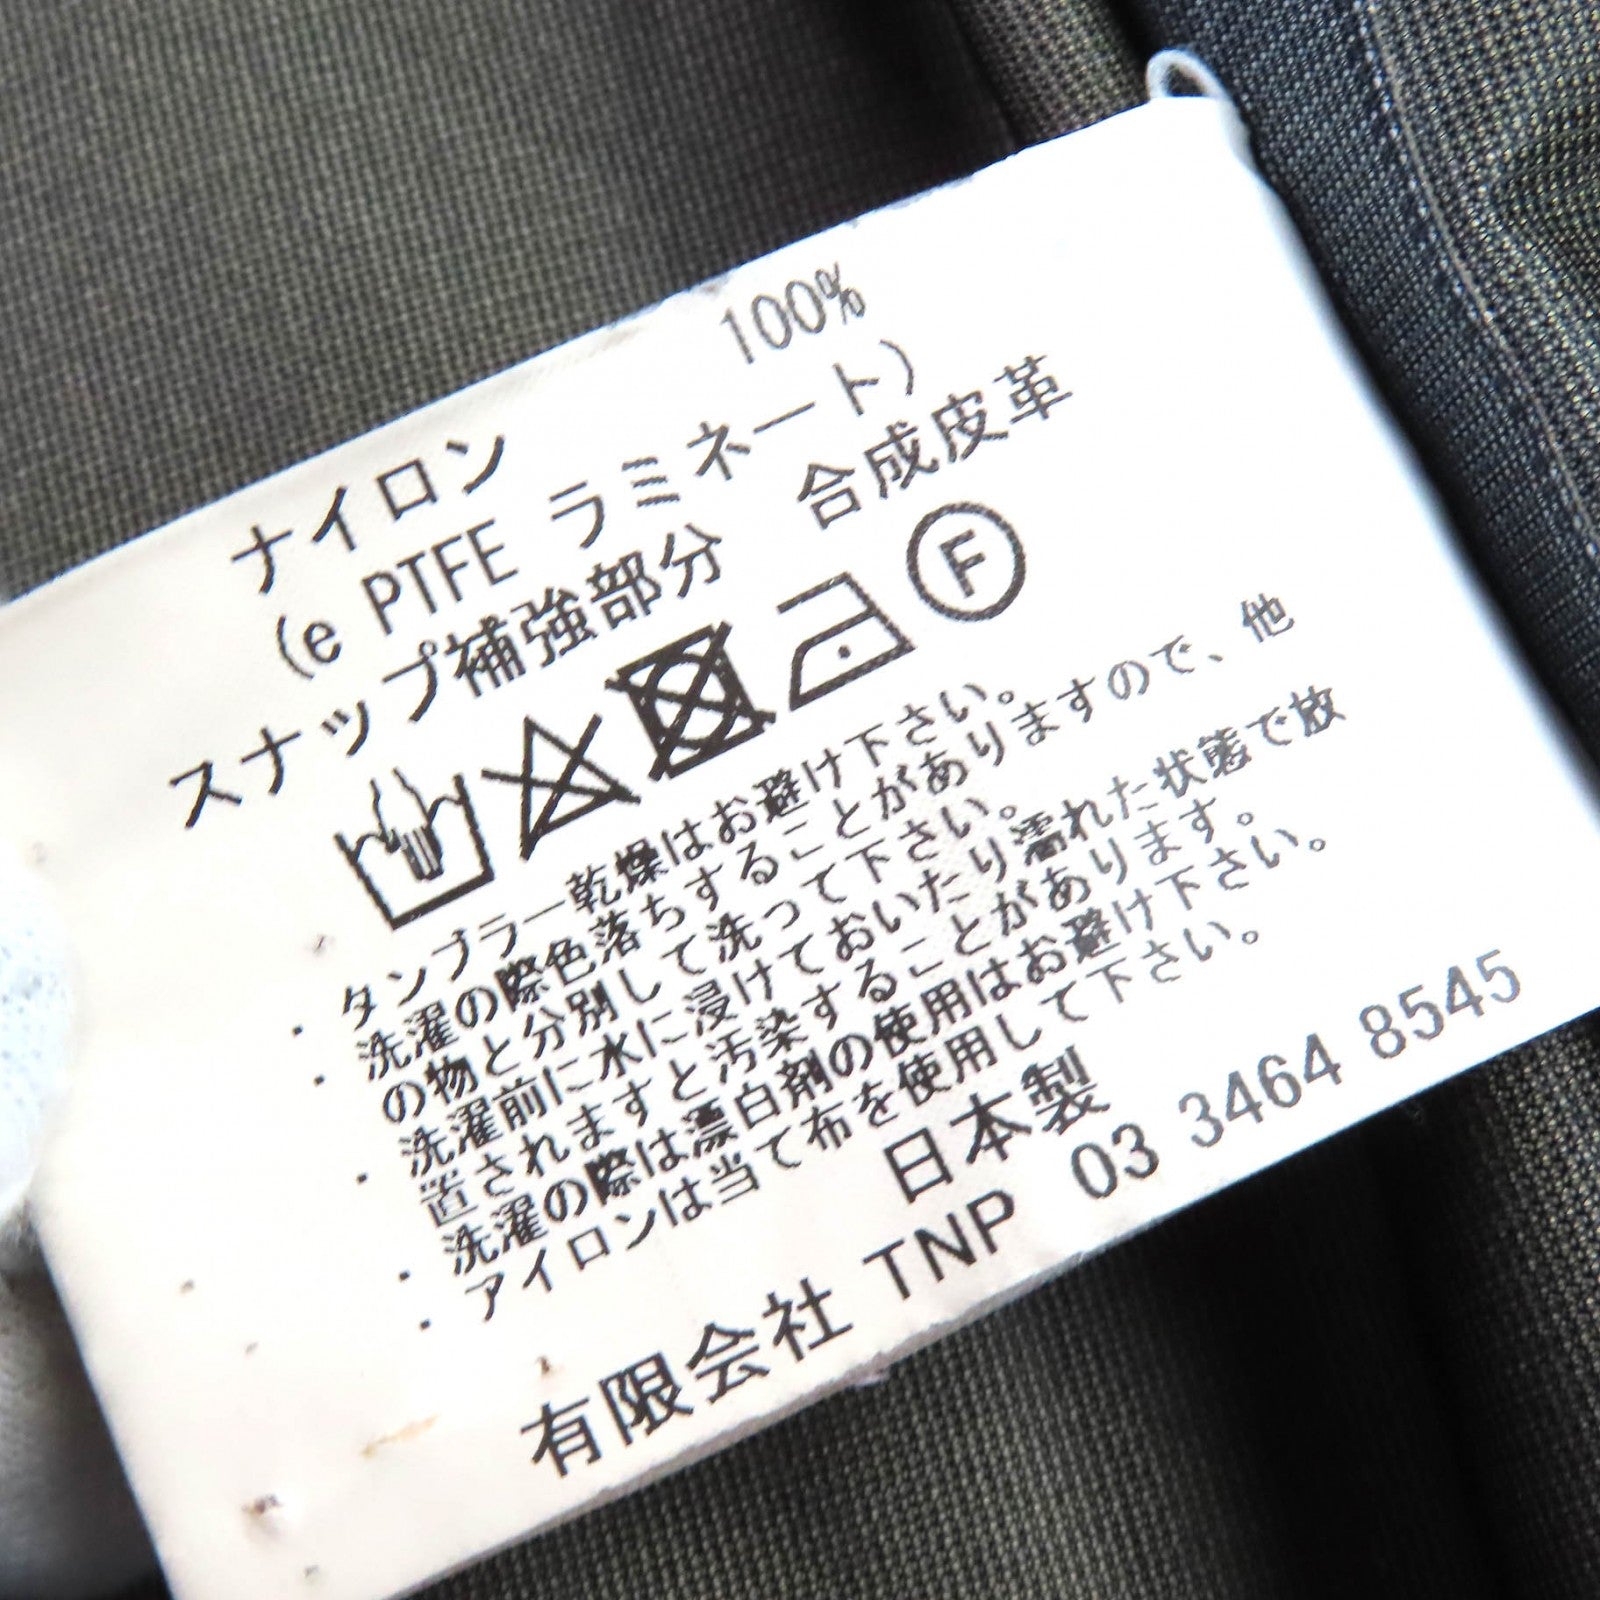 ナイロン 100%
(e PTFE ラミネート)
スナップ補強部分 合成皮革
F
・タンブラー乾燥はお避け下さい。
・洗濯の際色落ちすることがありますので、他
の物と分別して洗って下さい。
・洗濯前に水に浸けておいたり濡れた状態で放
置されますと汚染することがあります。
・洗濯の際は漂白剤の使用はお避け下さい。
・アイロンは当て布を使用して下さい。
日本製
有限会社 TNP 03 3464 8545